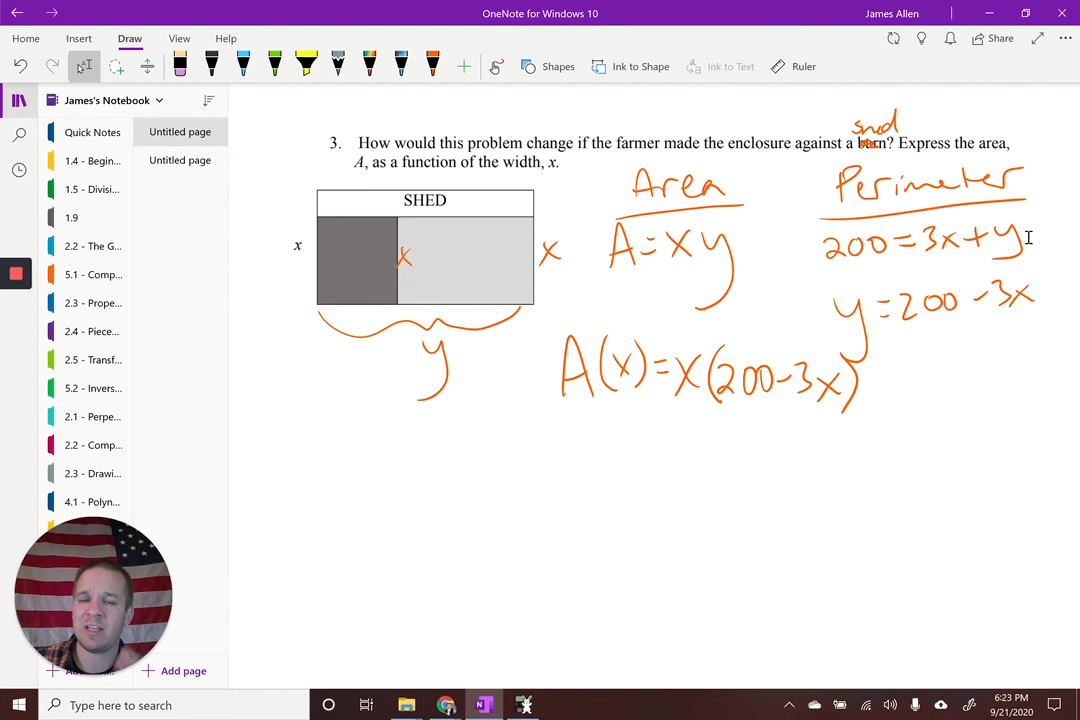 OneNote for Windows 10
James Allen
Home Insert Draw View Help
Share
Shapes
Ink to Shape
Ink to Text
Ruler
James's Notebook
Quick Notes
1.4 - Begin...
1.5 - Divisi...
1.9
2.2 - The G...
5.1 - Comp...
2.3 - Prope...
2.4 - Piece...
2.5 - Transf...
5.2 - Invers...
2.1 - Perpe...
2.2 - Comp...
2.3 - Drawi...
4.1 - Polyn...
Untitled page
Untitled page
Add page
shed
3. How would this problem change if the farmer made the enclosure against a barn? Express the area,
A, as a function of the width, x.
SHED
x
x
x
y
Area
A = xy
Perimeter
200 = 3x + y
y = 200 - 3x
A(x) = x(200 - 3x)
Type here to search
6:23 PM
9/21/2020